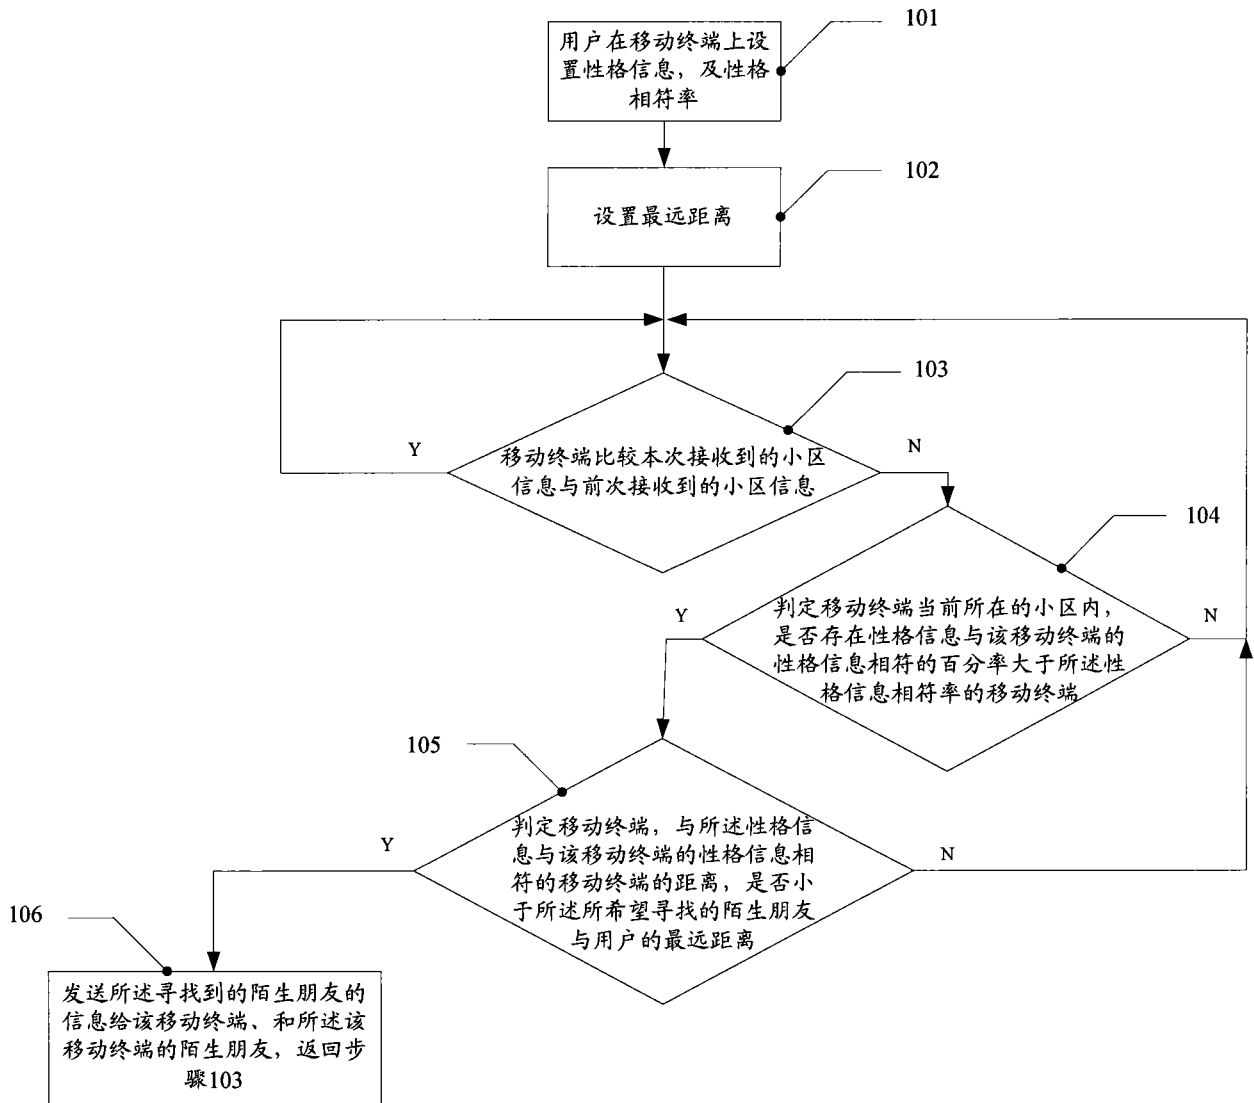 101
用户在移动终端上设
置性格信息，及性格
相符率
102
设置最远距离
103
Y
N
移动终端比较本次接收到的小区
信息与前次接收到的小区信息
104
Y
N
判定移动终端当前所在的小区内，
是否存在性格信息与该移动终端的
性格信息相符的百分率大于所述性
格信息相符率的移动终端
105
Y
N
判定移动终端，与所述性格信
息与该移动终端的性格信息相
符的移动终端的距离，是否小
于所述所希望寻找的陌生朋友
与用户的最远距离
106
发送所述寻找到的陌生朋友的
信息给该移动终端、和所述该
移动终端的陌生朋友，返回步
骤103